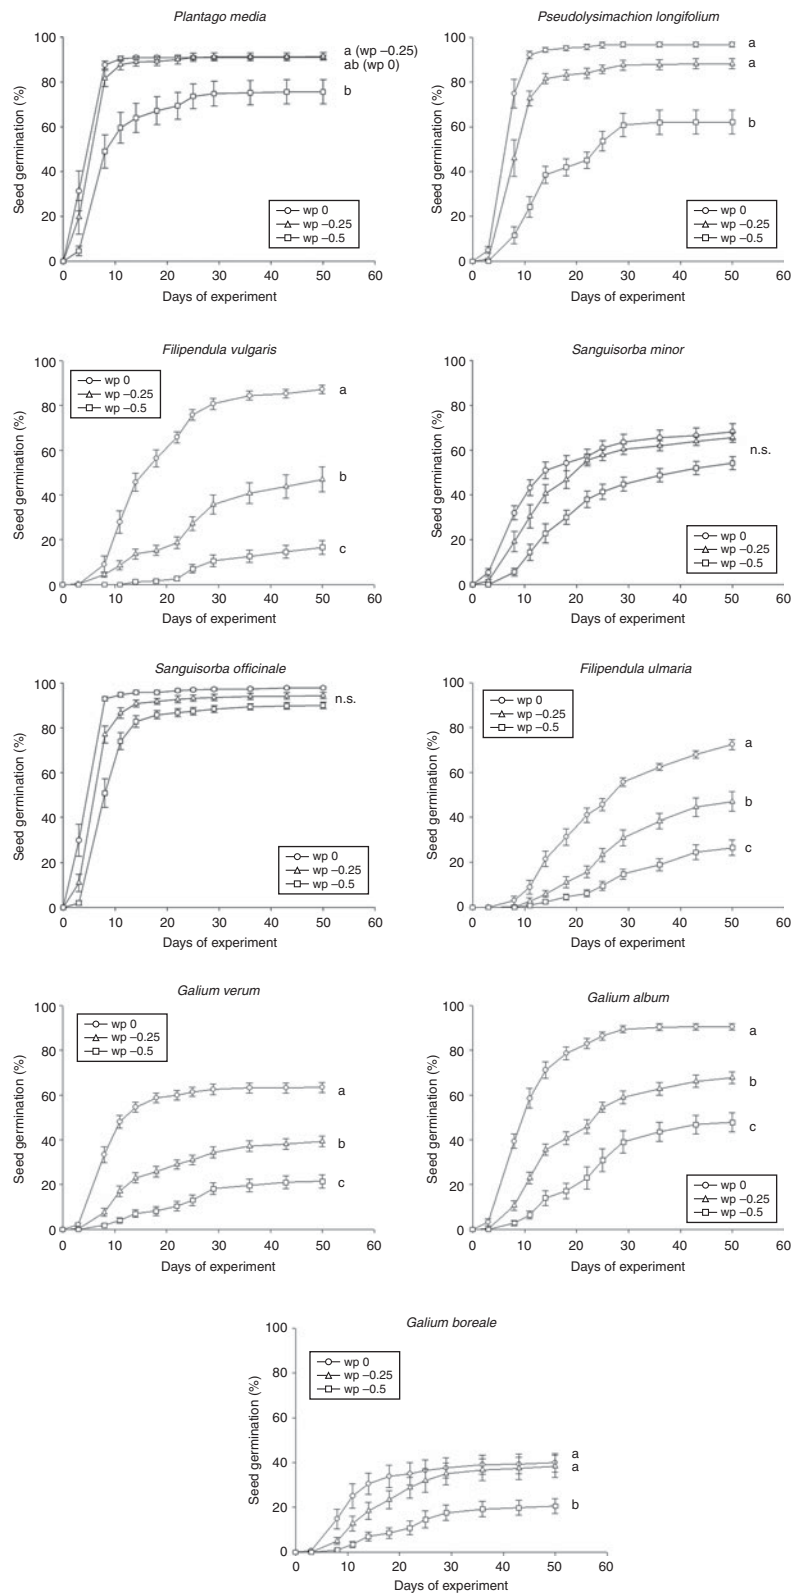 Plantago media
100
80
60
40
20
0
Seed germination (%)
a (wp –0.25)
ab (wp 0)
b
wp 0
wp –0.25
wp –0.5
0 10 20 30 40 50 60
Days of experiment
Pseudolysimachion longifolium
100
80
60
40
20
0
Seed germination (%)
a
a
b
wp 0
wp –0.25
wp –0.5
0 10 20 30 40 50 60
Days of experiment
Filipendula vulgaris
100
80
60
40
20
0
Seed germination (%)
wp 0
wp –0.25
wp –0.5
a
b
c
0 10 20 30 40 50 60
Days of experiment
Sanguisorba minor
100
80
60
40
20
0
Seed germination (%)
n.s.
wp 0
wp –0.25
wp –0.5
0 10 20 30 40 50 60
Days of experiment
Sanguisorba officinale
100
80
60
40
20
0
Seed germination (%)
n.s.
wp 0
wp –0.25
wp –0.5
0 10 20 30 40 50 60
Days of experiment
Filipendula ulmaria
100
80
60
40
20
0
Seed germination (%)
wp 0
wp –0.25
wp –0.5
a
b
c
0 10 20 30 40 50 60
Days of experiment
Galium verum
100
80
60
40
20
0
Seed germination (%)
wp 0
wp –0.25
wp –0.5
a
b
c
0 10 20 30 40 50 60
Days of experiment
Galium album
100
80
60
40
20
0
Seed germination (%)
a
b
c
wp 0
wp –0.25
wp –0.5
0 10 20 30 40 50 60
Days of experiment
Galium boreale
100
80
60
40
20
0
Seed germination (%)
wp 0
wp –0.25
wp –0.5
a
a
b
0 10 20 30 40 50 60
Days of experiment